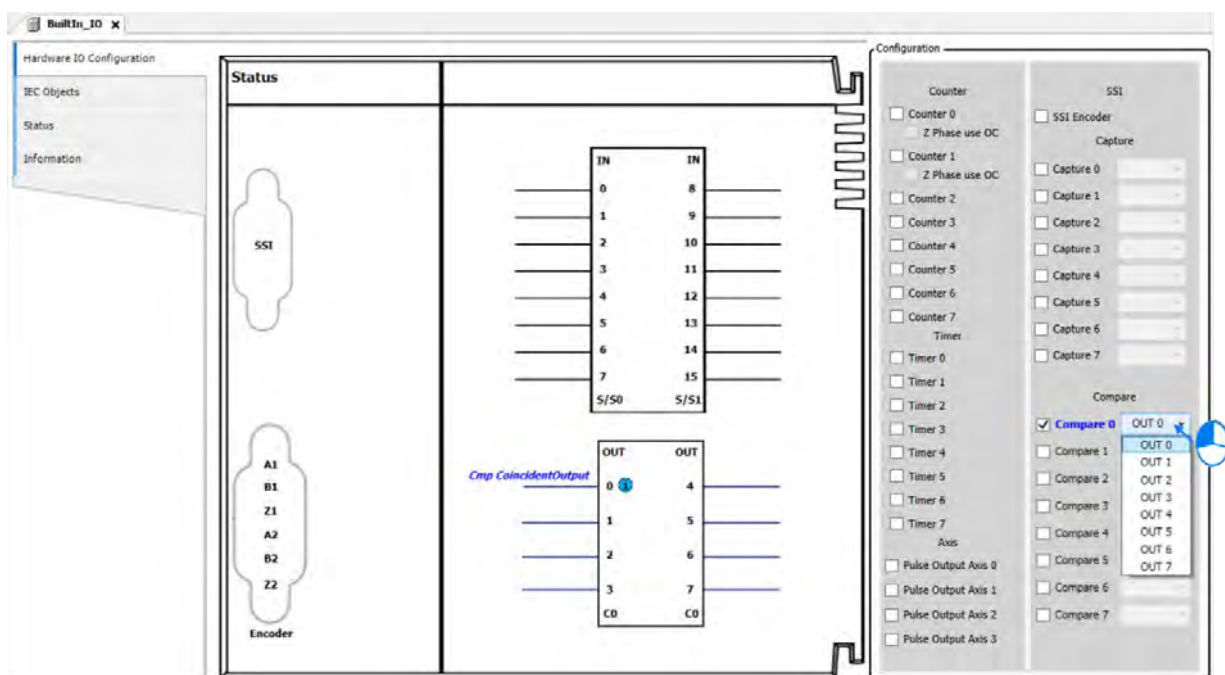 BuiltIn_IO X
Hardware IO Configuration
IEC Objects
Status
Information
Status
SSI
A1
B1
Z1
A2
B2
Z2
Encoder
IN IN
0 8
1 9
2 10
3 11
4 12
5 13
6 14
7 15
S/S0 S/S1
OUT OUT
Cmp CoincidentOutput 0 1 4
1 5
2 6
3 7
C0 C0
Configuration
Counter
Counter 0
Z Phase use OC
Counter 1
Z Phase use OC
Counter 2
Counter 3
Counter 4
Counter 5
Counter 6
Counter 7
Timer
Timer 0
Timer 1
Timer 2
Timer 3
Timer 4
Timer 5
Timer 6
Timer 7
Axis
Pulse Output Axis 0
Pulse Output Axis 1
Pulse Output Axis 2
Pulse Output Axis 3
SSI
SSI Encoder
Capture
Capture 0
Capture 1
Capture 2
Capture 3
Capture 4
Capture 5
Capture 6
Capture 7
Compare
Compare 0 OUT 0
Compare 1
Compare 2
Compare 3
Compare 4
Compare 5
Compare 6
Compare 7
OUT 0
OUT 1
OUT 2
OUT 3
OUT 4
OUT 5
OUT 6
OUT 7